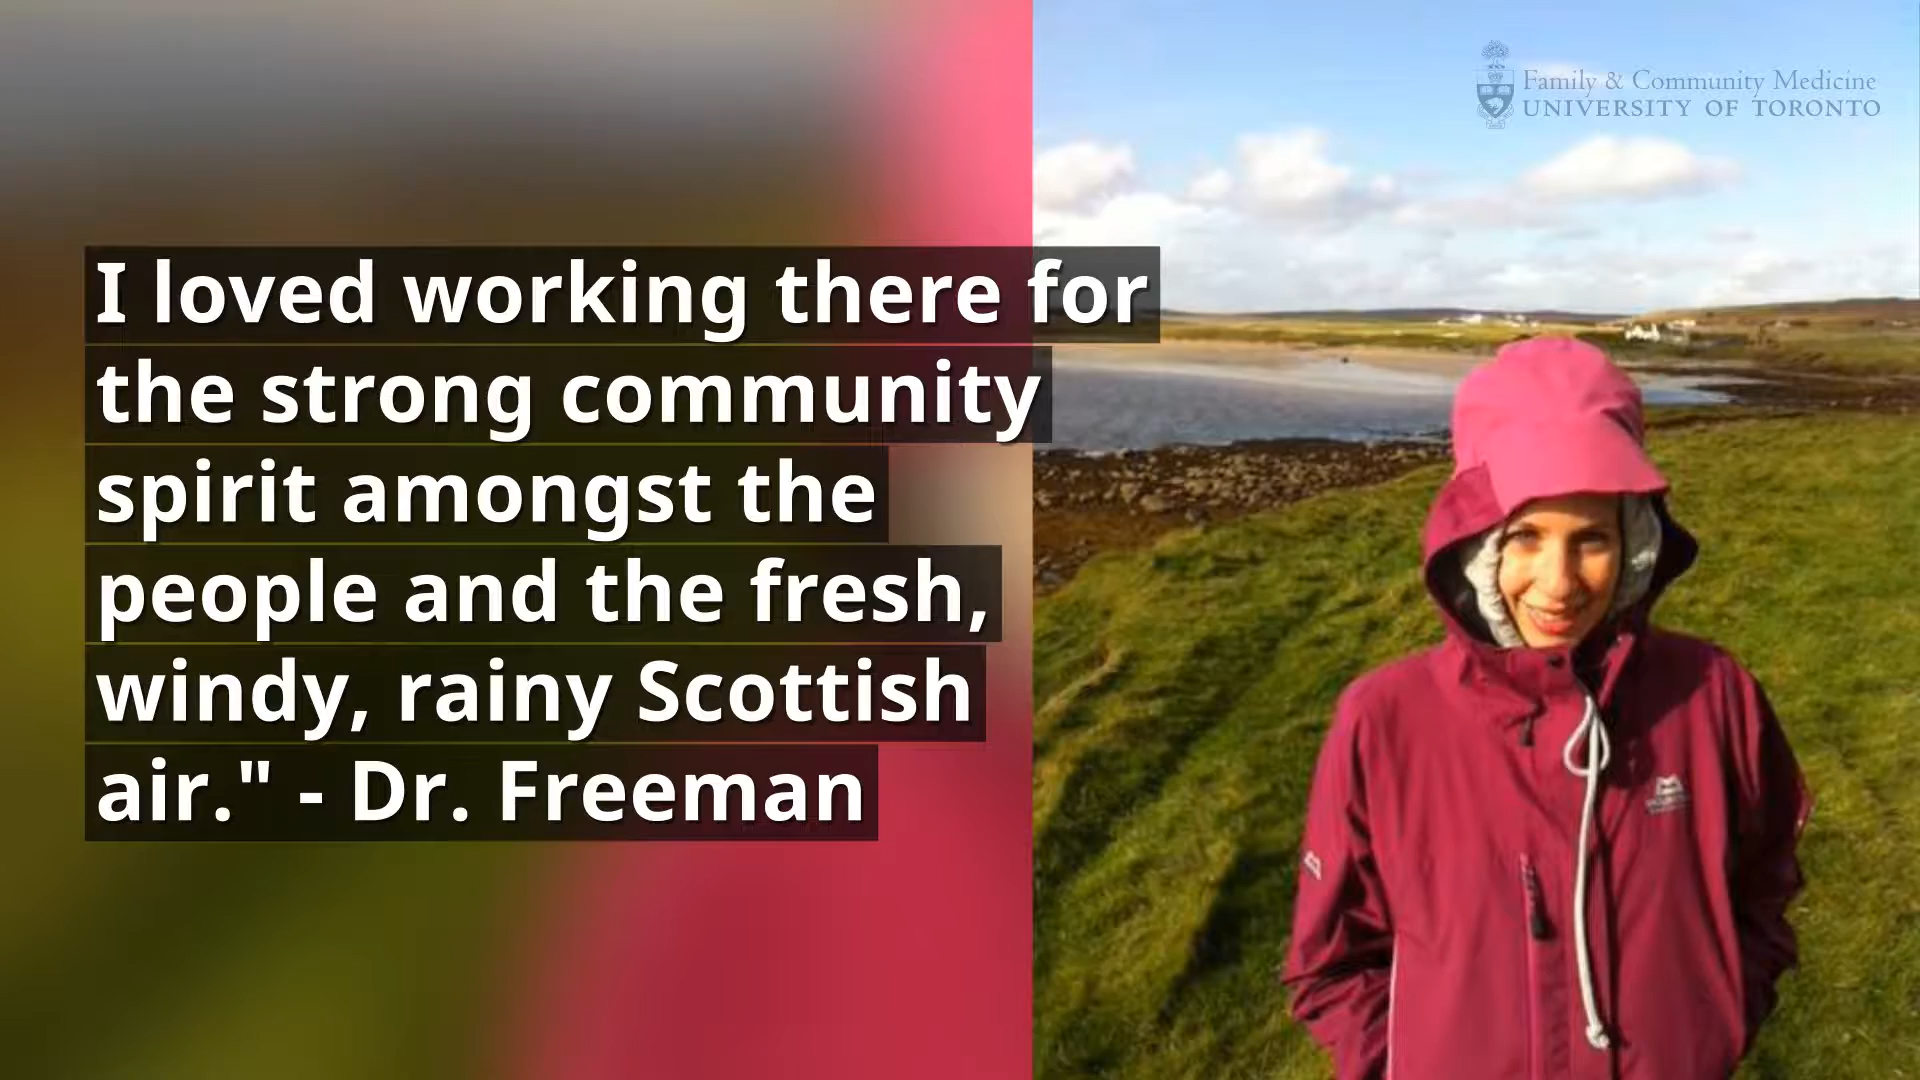 Family & Community Medicine
UNIVERSITY OF TORONTO
I loved working there for
the strong community
spirit amongst the
people and the fresh,
windy, rainy Scottish
air." - Dr. Freeman